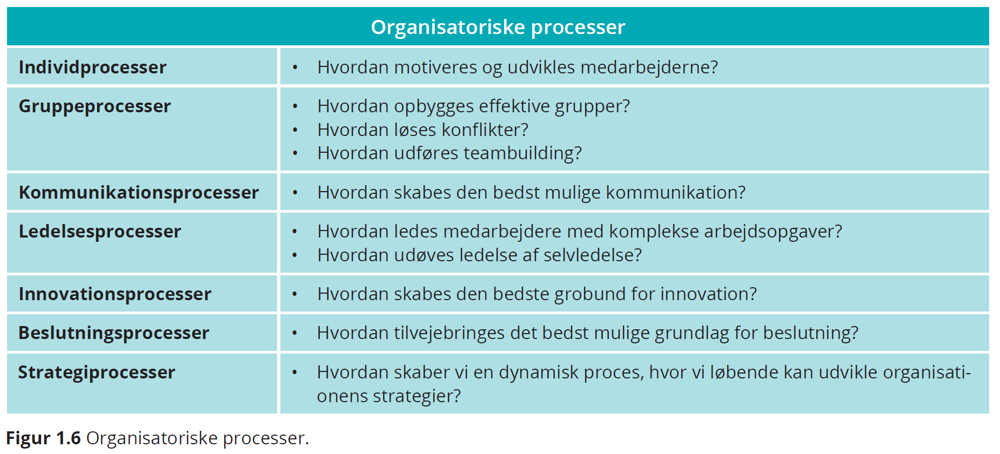 Organisatoriske processer
Individprocesser
• Hvordan motiveres og udvikles medarbejderne?
Gruppeprocesser
• Hvordan opbygges effektive grupper?
• Hvordan løses konflikter?
• Hvordan udføres teambuilding?
Kommunikationsprocesser
• Hvordan skabes den bedst mulige kommunikation?
Ledelsesprocesser
• Hvordan ledes medarbejdere med komplekse arbejdsopgaver?
• Hvordan udøves ledelse af selvledelse?
Innovationsprocesser
• Hvordan skabes den bedste grobund for innovation?
Beslutningsprocesser
• Hvordan tilvejebringes det bedst mulige grundlag for beslutning?
Strategiprocesser
• Hvordan skaber vi en dynamisk proces, hvor vi løbende kan udvikle organisati-
onens strategier?
Figur 1.6 Organisatoriske processer.